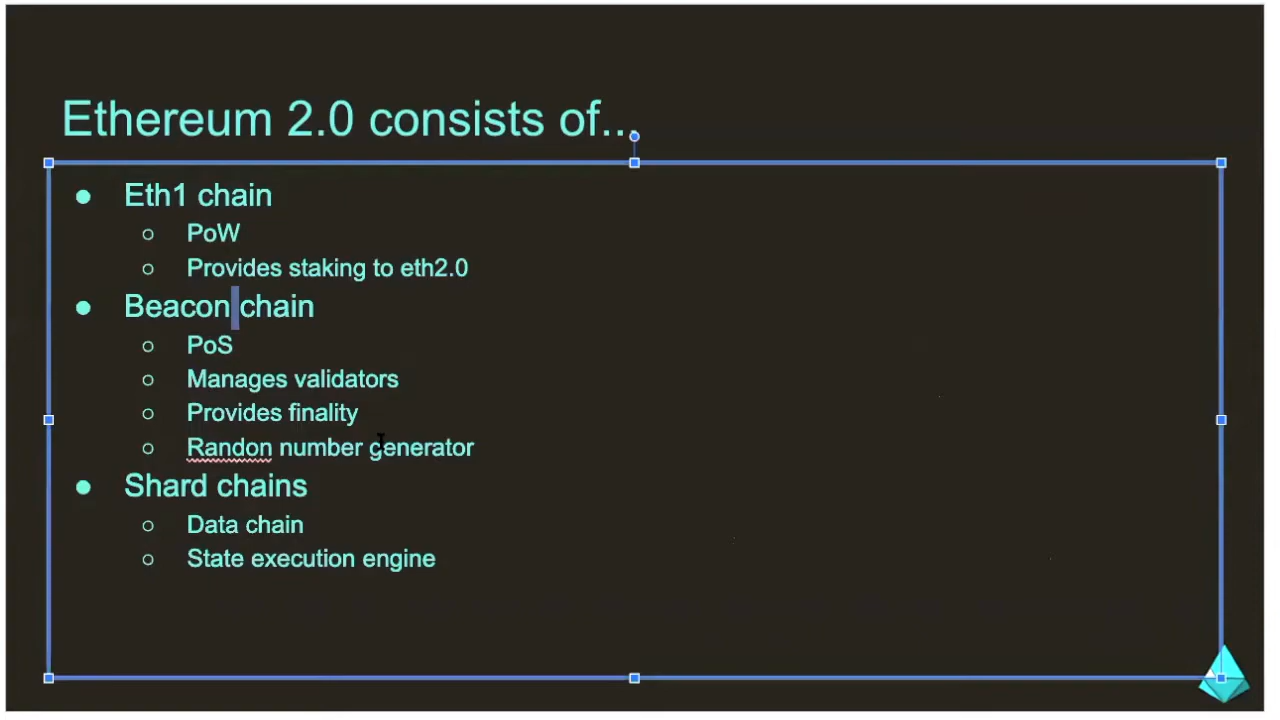 Ethereum 2.0 consists of...
● Eth1 chain
○ PoW
○ Provides staking to eth2.0
● Beacon chain
○ PoS
○ Manages validators
○ Provides finality
○ Randon number generator
● Shard chains
○ Data chain
○ State execution engine